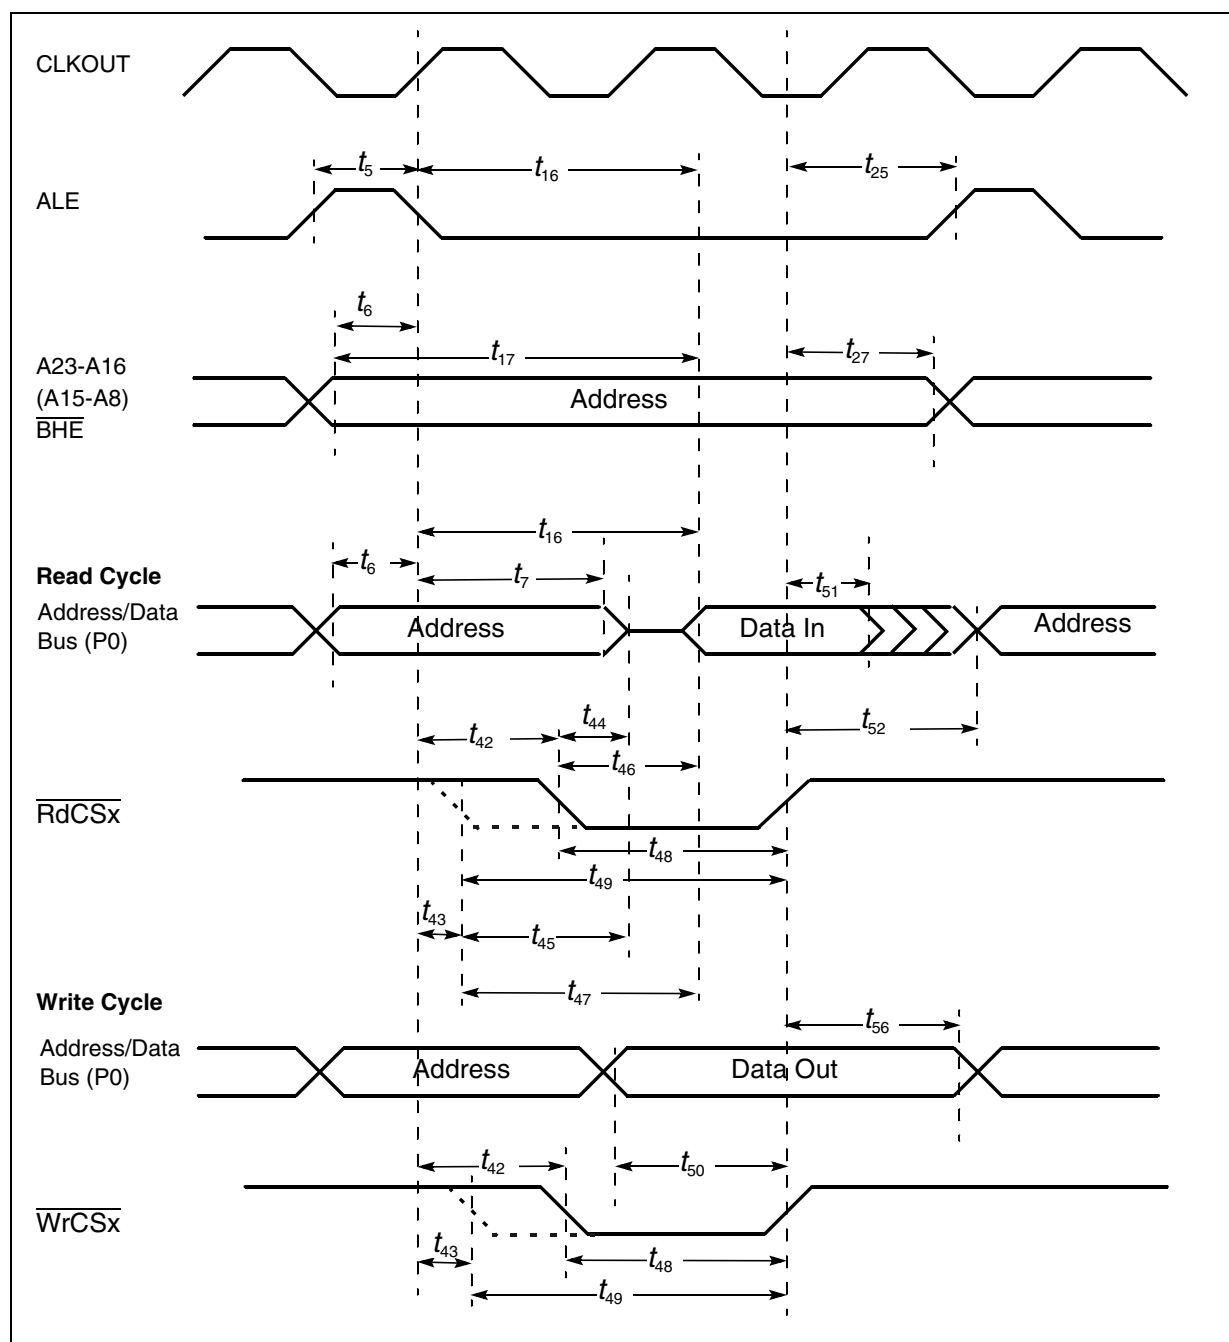 CLKOUT
t5 t16 t25
ALE
t6
A23-A16 t17 t27
(A15-A8) Address
BHE
t16
Read Cycle t6 t7 t51
Address/Data Address Data In Address
Bus (P0)
t42 t44 t52
t46
RdCSx
t48
t49
t43 t45
t47
Write Cycle
t56
Address/Data Address Data Out
Bus (P0)
t42 t50
WrCSx
t43 t48
t49